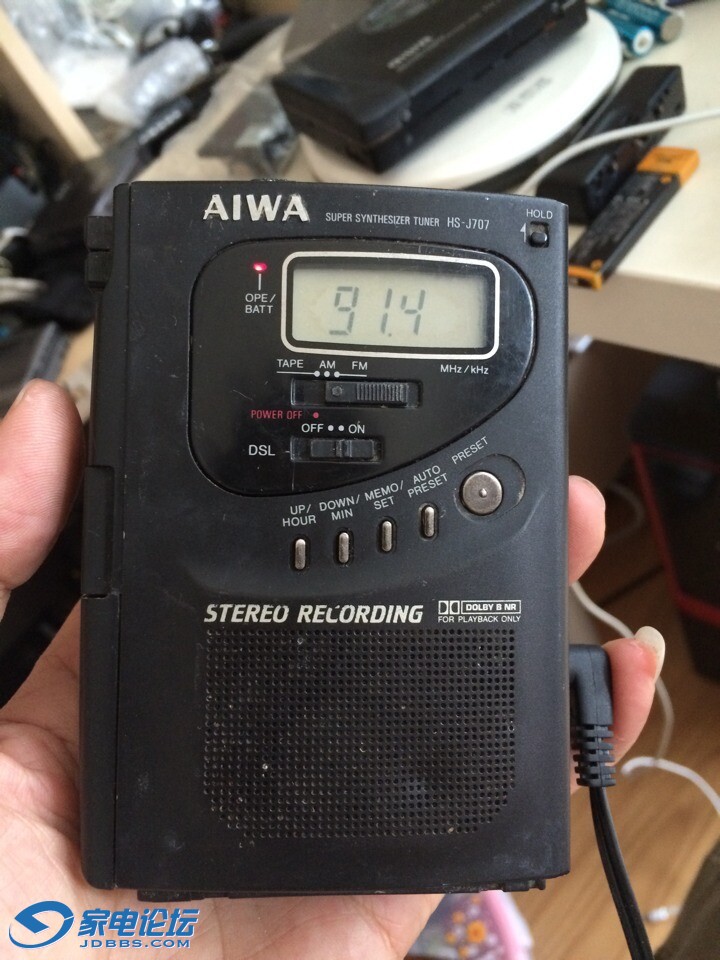 AIWA SUPER SYNTHESIZER TUNER HS-J707
HOLD
OPE/
BATT
91.4
MHz/kHz
TAPE AM FM
POWER OFF
OFF ON
DSL
UP/
HOUR
DOWN/
MIN
MEMO/
SET
AUTO
PRESET
PRESET
STEREO RECORDING
DOLBY B NR
FOR PLAYBACK ONLY
家电论坛
JDBBS.COM